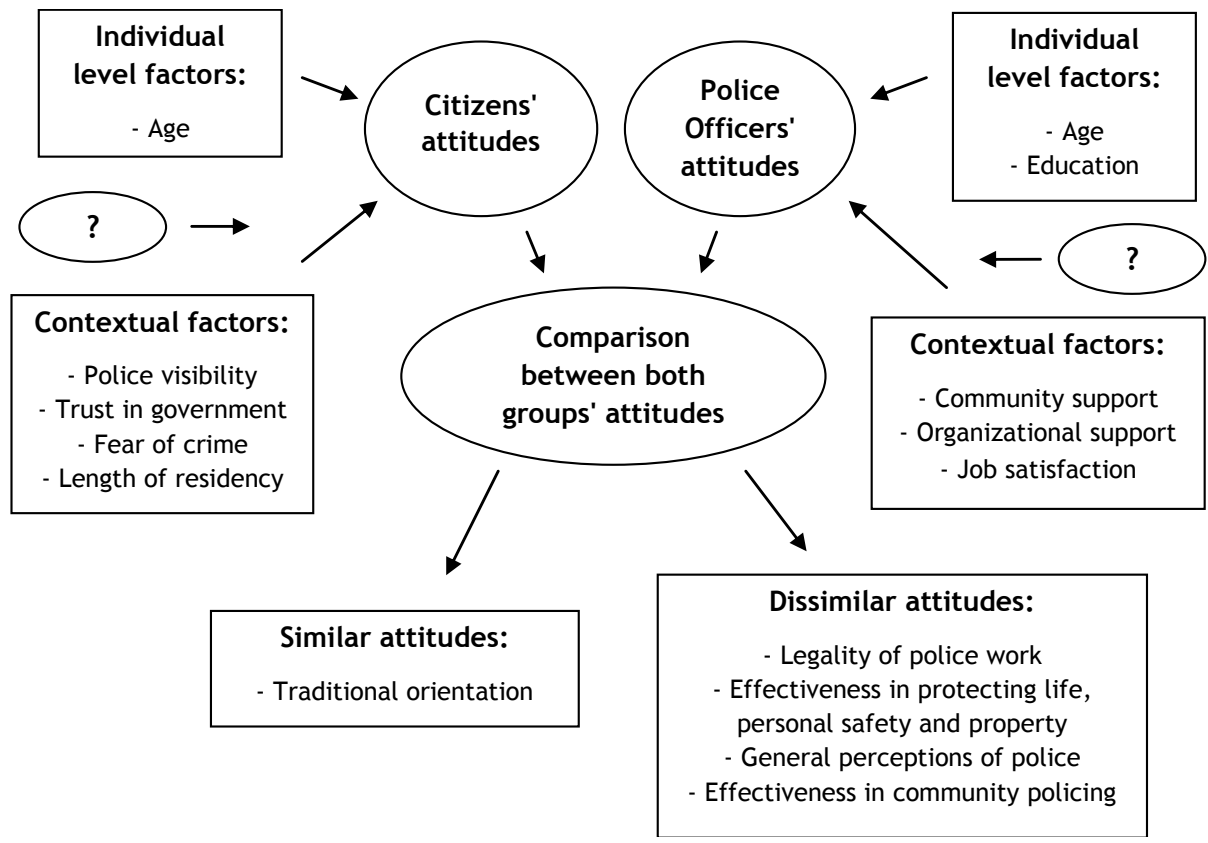 Individual
level factors:
- Age
Citizens'
attitudes
Police
Officers'
attitudes
Individual
level factors:
- Age
- Education
?
?
Contextual factors:
- Police visibility
- Trust in government
- Fear of crime
- Length of residency
Comparison
between both
groups' attitudes
Contextual factors:
- Community support
- Organizational support
- Job satisfaction
Similar attitudes:
- Traditional orientation
Dissimilar attitudes:
- Legality of police work
- Effectiveness in protecting life,
personal safety and property
- General perceptions of police
- Effectiveness in community policing